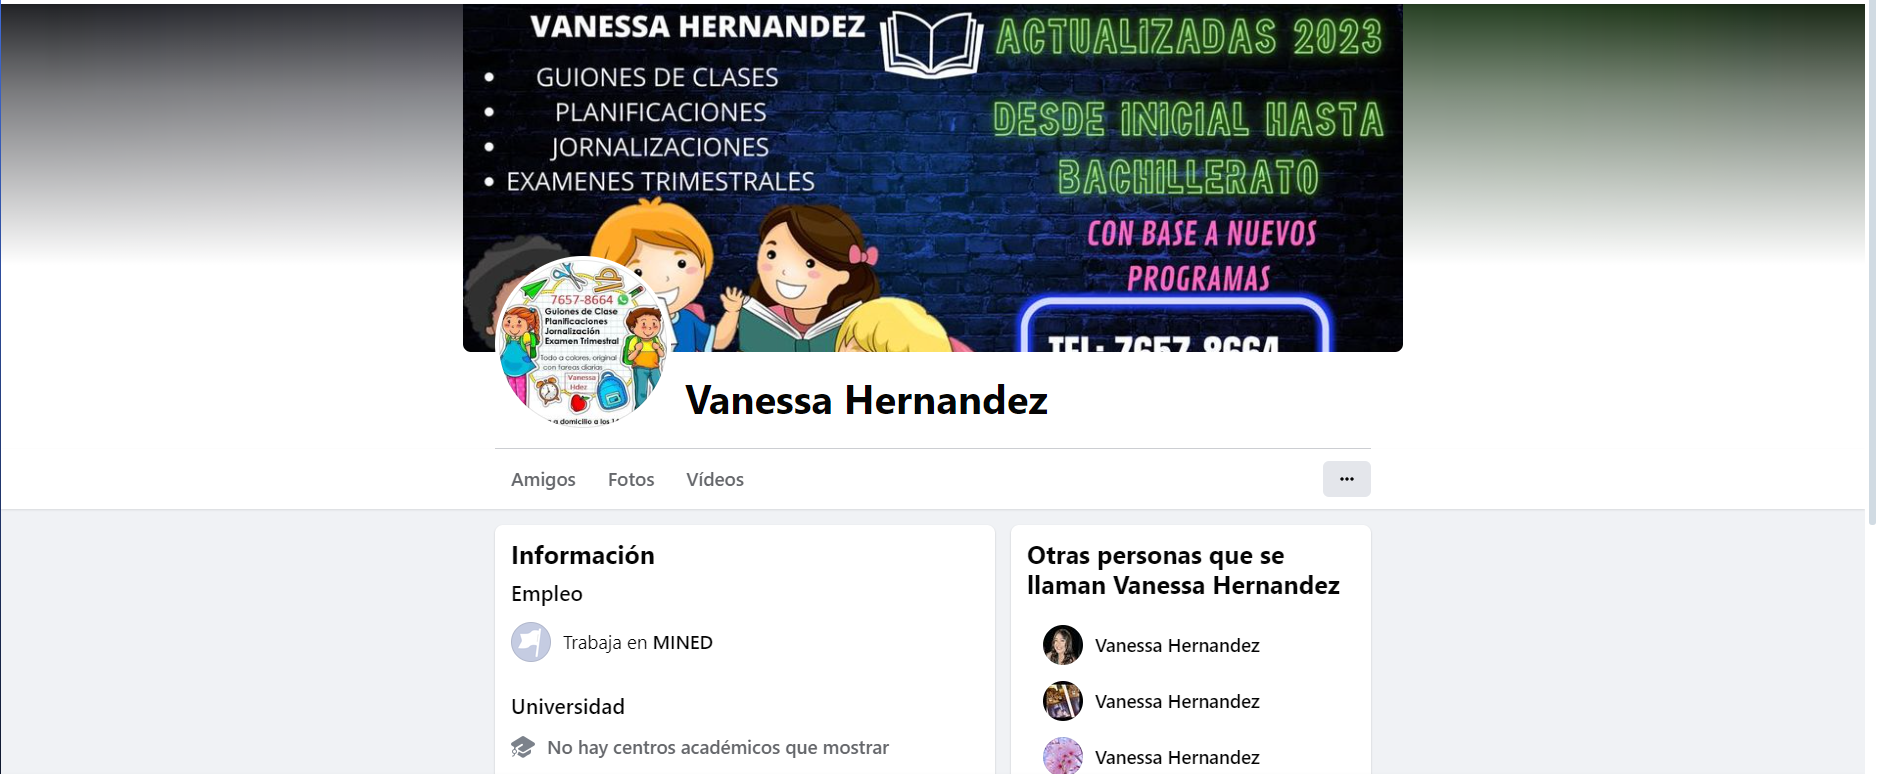 VANESSA HERNANDEZ
• GUIONES DE CLASES
• PLANIFICACIONES
• JORNALIZACIONES
• EXAMENES TRIMESTRALES
ACTUALIZADAS 2023
DESDE INICIAL HASTA
BACHILLERATO
CON BASE A NUEVOS
PROGRAMAS
TEL: 7657-8664
7657-8664
Guiones de Clase
Planificaciones
Jornalización
Examen Trimestral
Todo a colores, original
con tareas diarias
Vanessa
Hdez
a domicilio a los
Vanessa Hernandez
Amigos
Fotos
Vídeos
Información
Empleo
Trabaja en MINED
Universidad
No hay centros académicos que mostrar
Otras personas que se
llaman Vanessa Hernandez
Vanessa Hernandez
Vanessa Hernandez
Vanessa Hernandez